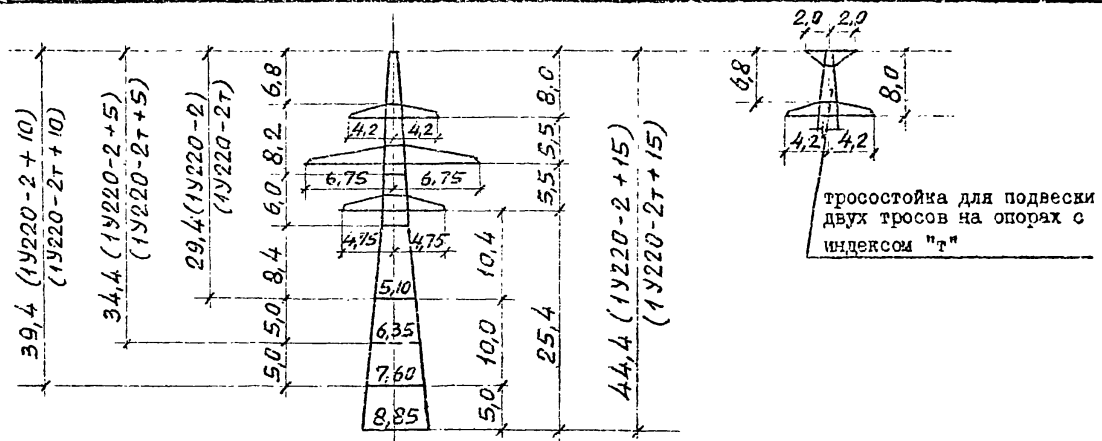 39,4 (1У220-2+10)
(1У220-2т+10)
34,4 (1У220-2+5)
(1У220-2т+5)
29,4 (1У220-2)
(1У220-2т)
6,8
8,2
6,0
8,4
5,0
5,0
4,2 4,2
6,75 6,75
4,75 4,75
5,10
6,35
7,60
8,85
10,4
10,0
5,0
8,0
5,5
5,5
25,4
44,4 (1У220-2+15)
(1У220-2т+15)
2,0 2,0
6,8
8,0
4,2 4,2
тросостойка для подвески
двух тросов на опорах с
индексом "т"